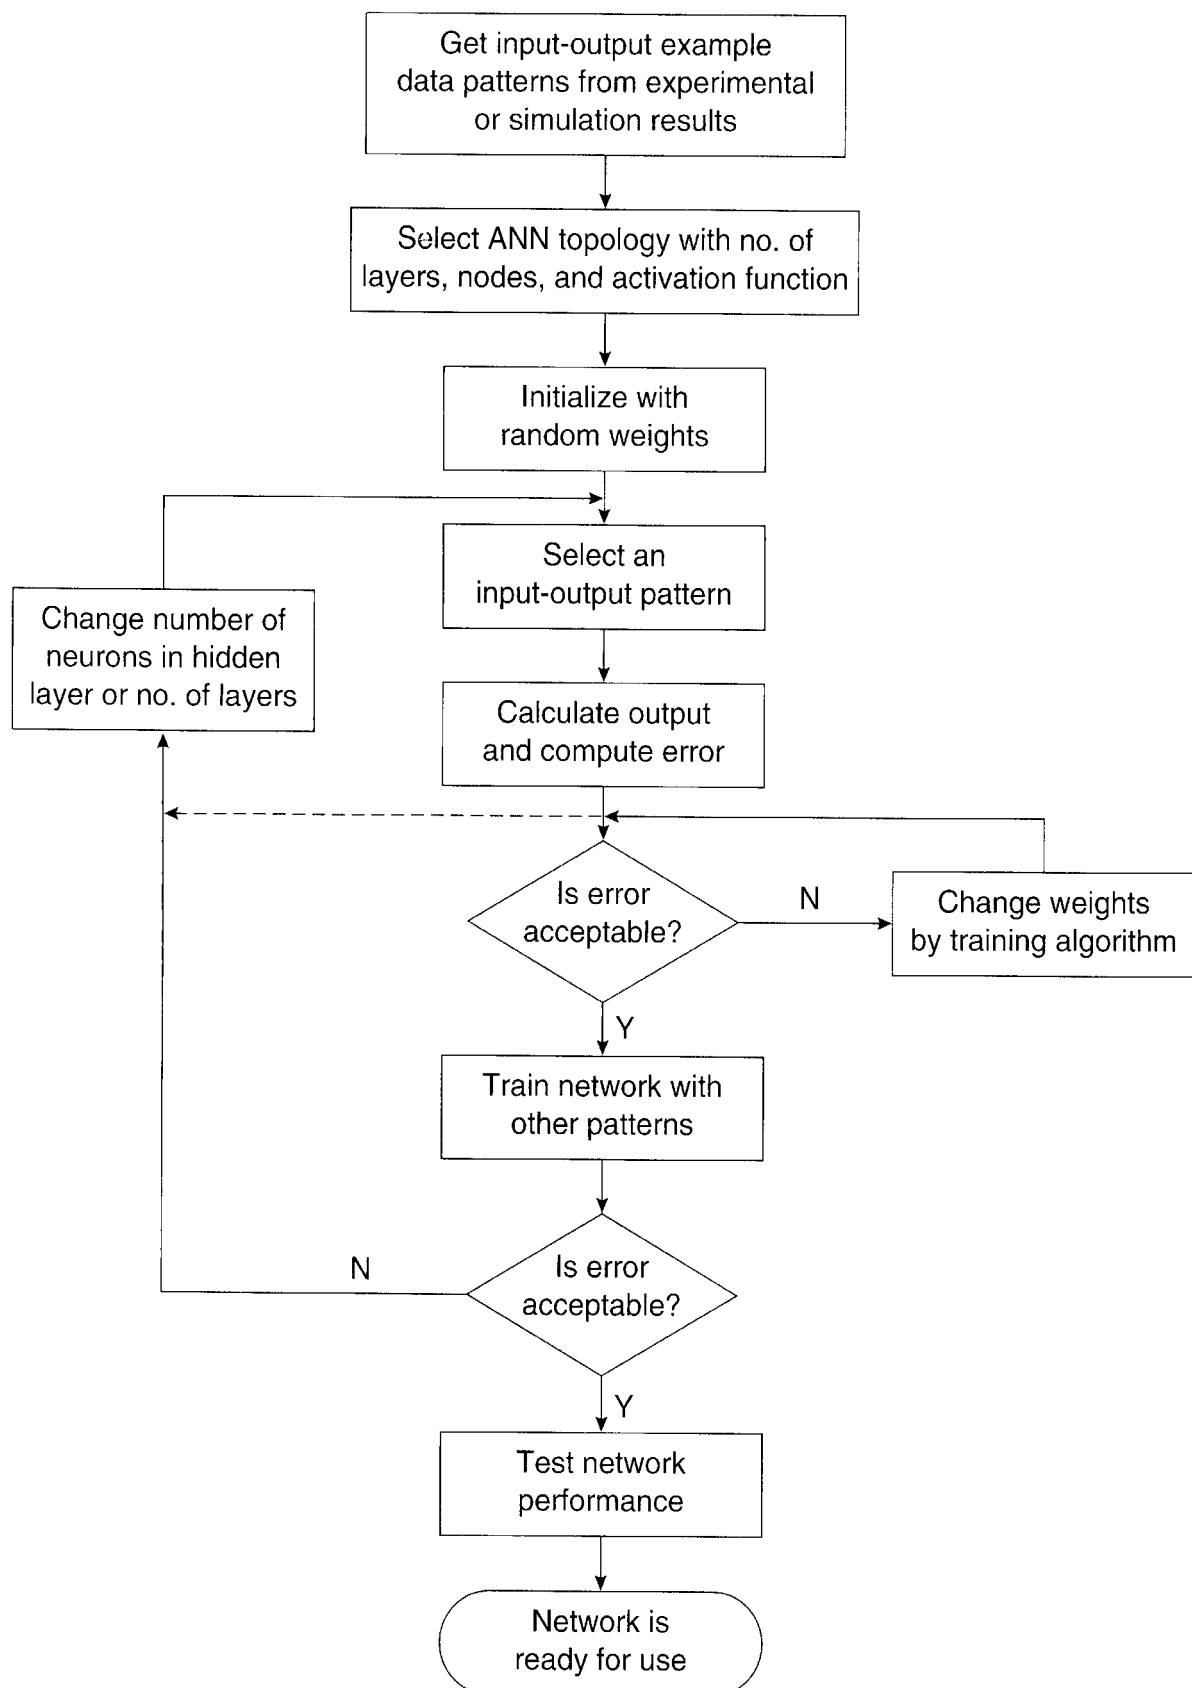 Get input-output example
data patterns from experimental
or simulation results
Select ANN topology with no. of
layers, nodes, and activation function
Initialize with
random weights
Select an
input-output pattern
Change number of
neurons in hidden
layer or no. of layers
Calculate output
and compute error
Is error
acceptable?
N
Change weights
by training algorithm
Y
Train network with
other patterns
Is error
acceptable?
N
Y
Test network
performance
Network is
ready for use